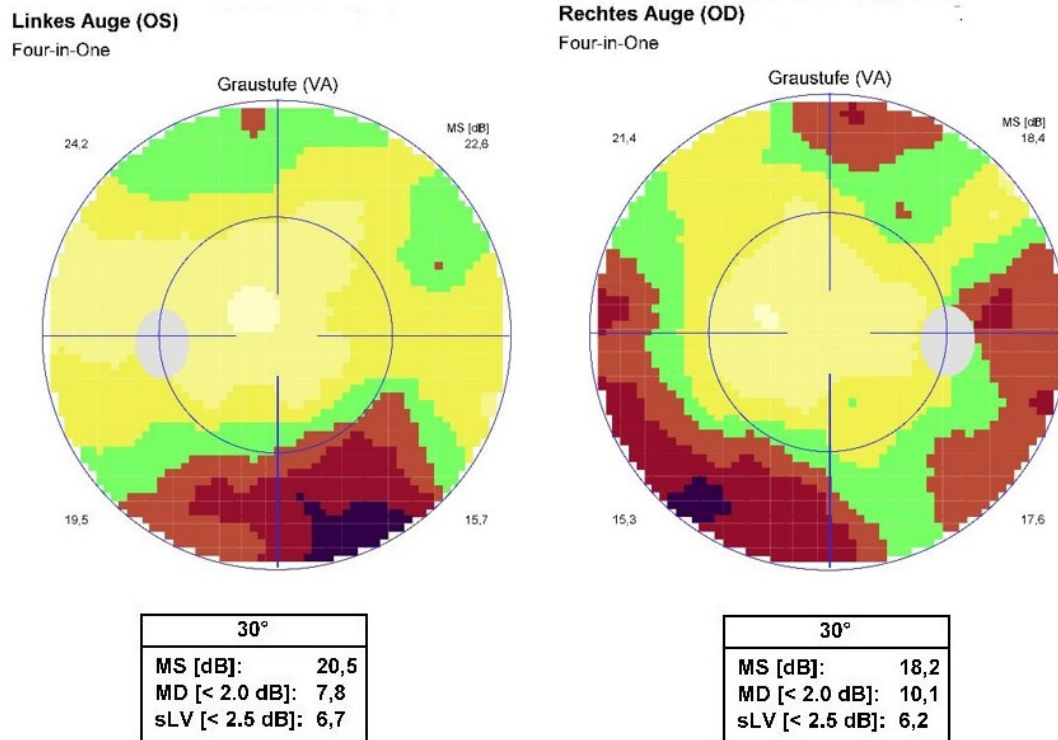 Linkes Auge (OS)
Four-in-One
Graustufe (VA)
MS [dB]
24,2
22,6
19,5
15,7
30°
MS [dB]: 20,5
MD [< 2.0 dB]: 7,8
sLV [< 2.5 dB]: 6,7
Rechtes Auge (OD)
Four-in-One
Graustufe (VA)
MS [dB]
21,4
18,4
15,3
17,6
30°
MS [dB]: 18,2
MD [< 2.0 dB]: 10,1
sLV [< 2.5 dB]: 6,2